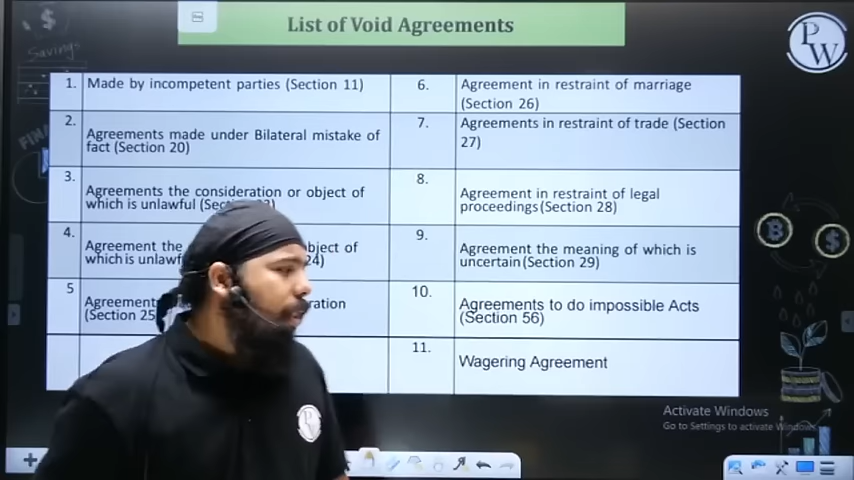 List of Void Agreements
Savings
P
W
1.
Made by incompetent parties (Section 11)
2.
Agreements made under Bilateral mistake of
fact (Section 20)
3.
Agreements the consideration or object of
which is unlawful (Sec
4.
Agreement the
bject of
which is unlawf
24)
5
Agreement
ration
(Section 25
6.
Agreement in restraint of marriage
(Section 26)
7.
Agreements in restraint of trade (Section
27)
8.
Agreement in restraint of legal
proceedings(Section 28)
9.
Agreement the meaning of which is
uncertain(Section 29)
10.
Agreements to do impossible Acts
(Section 56)
11.
Wagering Agreement
Activate Windows
Go to Settings to activate Windows.